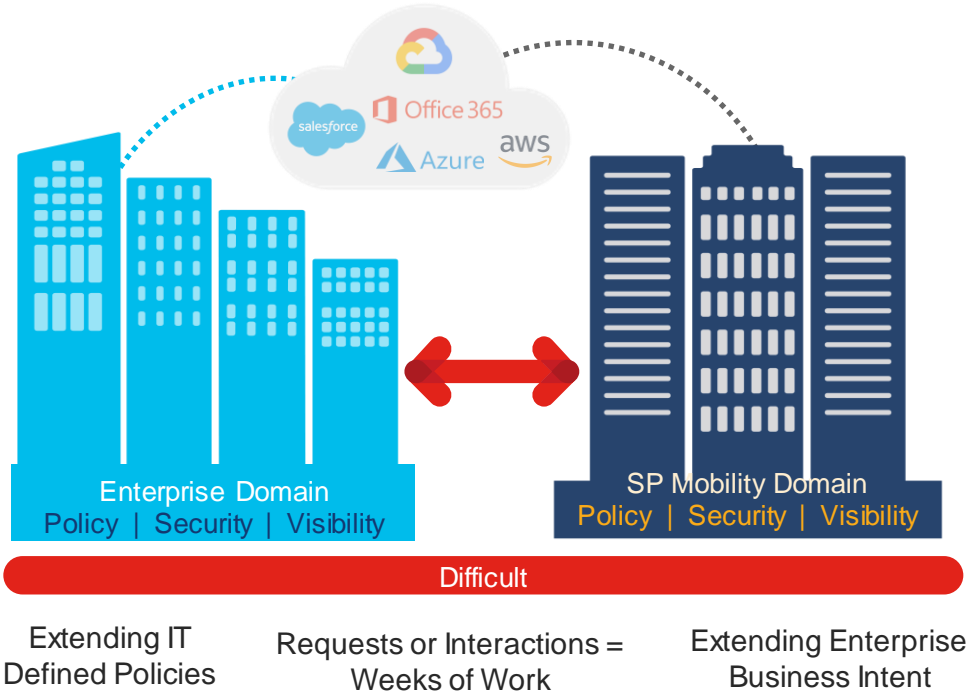 salesforce
Office 365
Azure
aws
Enterprise Domain
Policy | Security | Visibility
SP Mobility Domain
Policy | Security | Visibility
Difficult
Extending IT
Defined Policies
Requests or Interactions =
Weeks of Work
Extending Enterprise
Business Intent